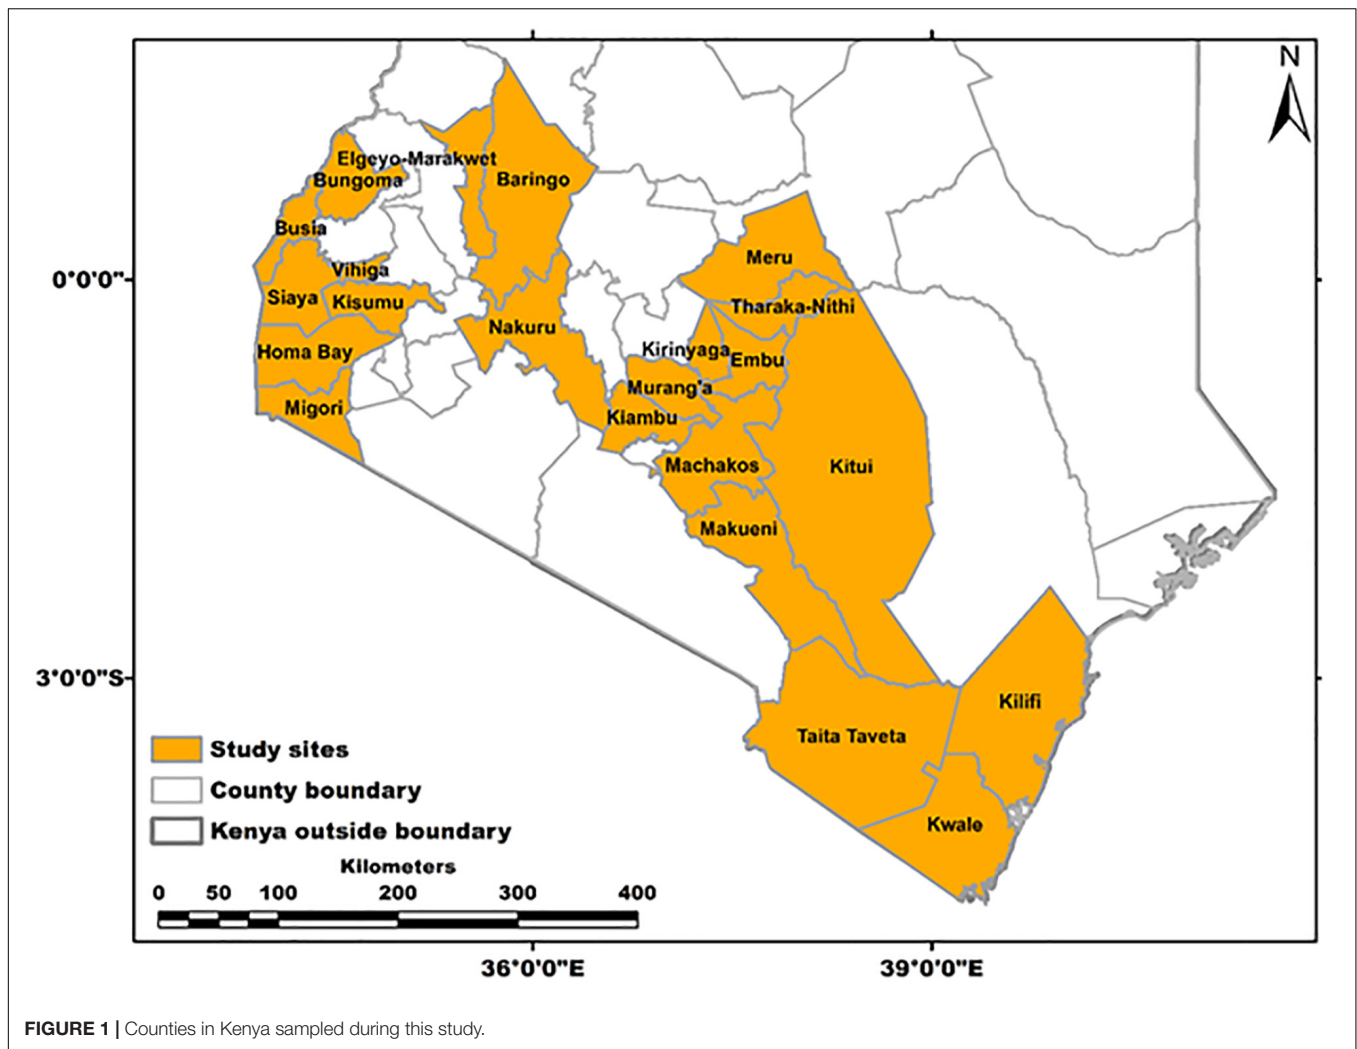 N
Elgeyo-Marakwet
Bungoma
Baringo
Busia
Meru
Vihiga
0°0'0"
Siaya
Kisumu
Tharaka-Nithi
Nakuru
Kirinyaga
Homa Bay
Embu
Murang'a
Migori
Kiambu
Machakos
Kitui
Makueni
3°0'0"S
Kilifi
Taita Taveta
Study sites
County boundary
Kwale
Kenya outside boundary
Kilometers
0 50 100 200 300 400
36°0'0"E 39°0'0"E
FIGURE 1 | Counties in Kenya sampled during this study.